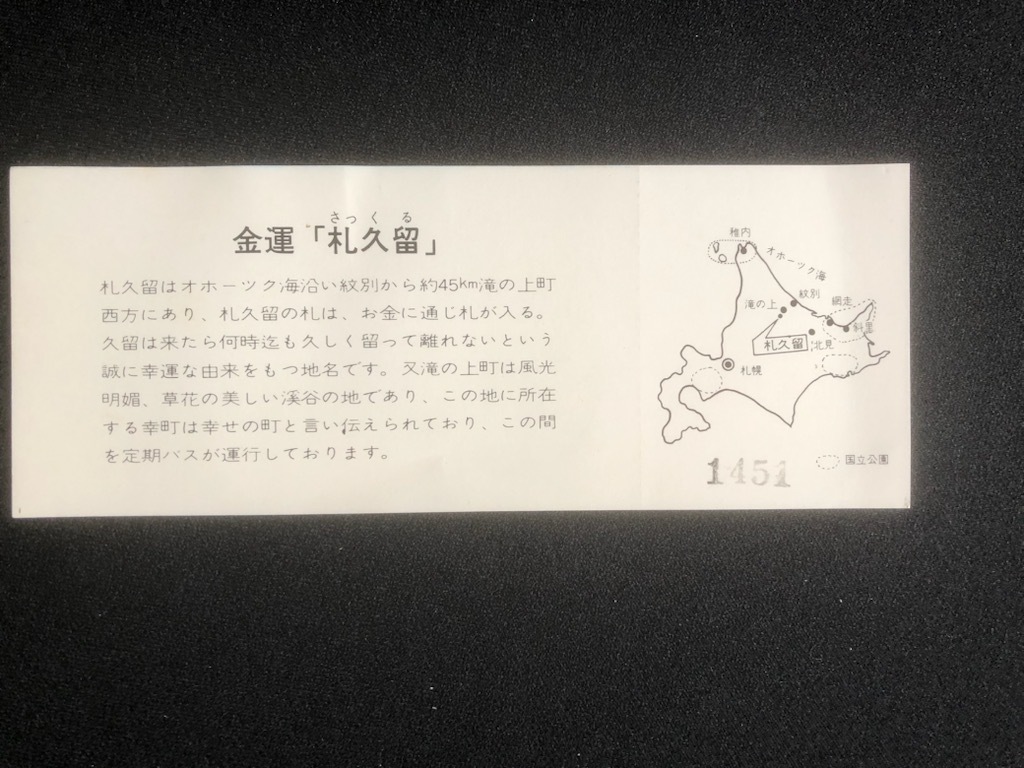 さっくる
金運「札久留」
札久留はオホーツク海沿い紋別から約45km滝の上町
西方にあり、札久留の札は、お金に通じ札が入る。
久留は来たら何時迄も久しく留って離れないという
誠に幸運な由来をもつ地名です。又滝の上町は風光
明媚、草花の美しい渓谷の地であり、この地に所在
する幸町は幸せの町と言い伝えられており、この間
を定期バスが運行しております。
稚内
オホーツク海
紋別
滝の上
網走
斜里
札久留
北見
札幌
国立公園
1451